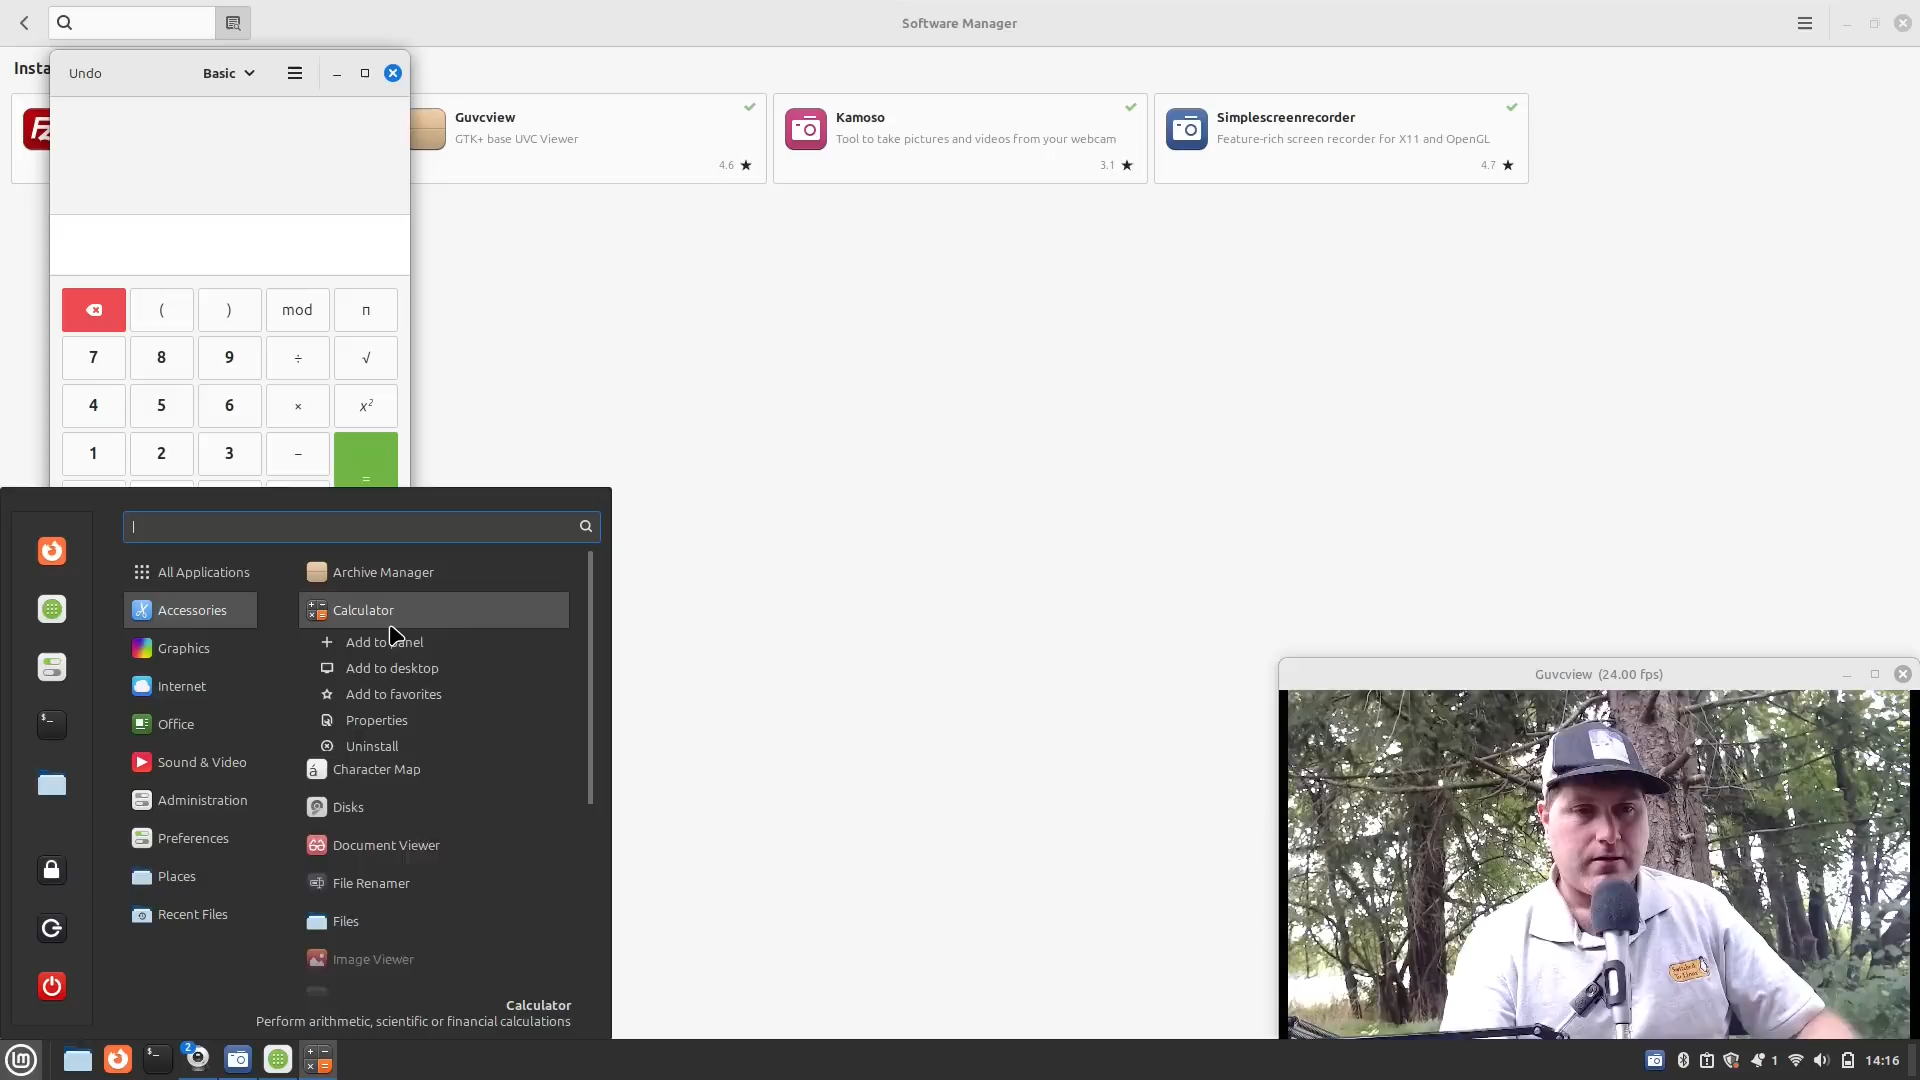 Software Manager
Insta
Undo
Basic
Guvcview
GTK+ base UVC Viewer
4.6 ★
Kamoso
Tool to take pictures and videos from your webcam
3.1 ★
Simplescreenrecorder
Feature-rich screen recorder for X11 and OpenGL
4.7 ★
( ) mod π
7 8 9 ÷ √
4 5 6 × x²
1 2 3 −
=
All Applications
Accessories
Graphics
Internet
Office
Sound & Video
Administration
Preferences
Places
Recent Files
Archive Manager
Calculator
Add to panel
Add to desktop
Add to favorites
Properties
Uninstall
Character Map
Disks
Document Viewer
File Renamer
Files
Image Viewer
Calculator
Perform arithmetic, scientific or financial calculations
Guvcview (24.00 fps)
Switched
To Linux
2
1
14:16